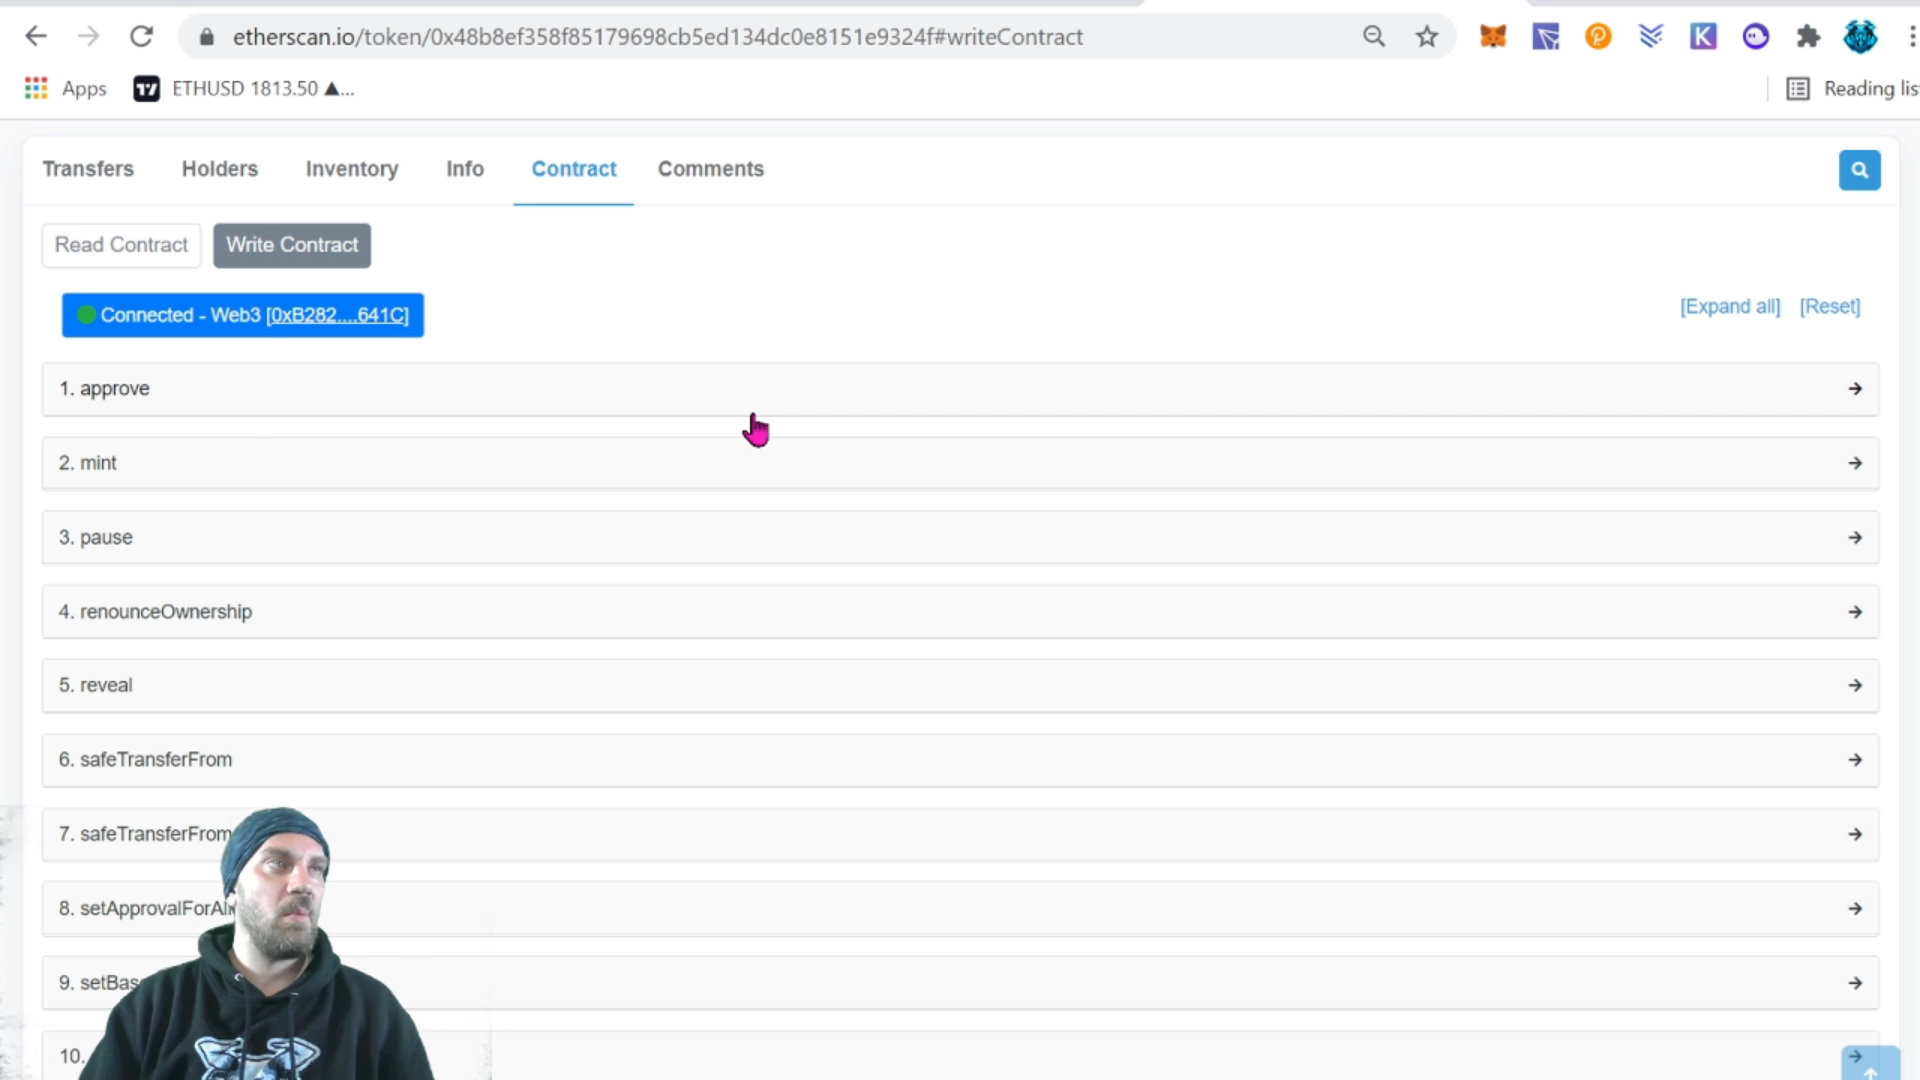 etherscan.io/token/0x48b8ef358f85179698cb5ed134dc0e8151e9324f#writeContract
Apps
ETHUSD 1813.50 ▲...
Reading lis
Transfers Holders Inventory Info Contract Comments
Read Contract Write Contract
Connected - Web3 [0xB282....641C]
[Expand all] [Reset]
1. approve
2. mint
3. pause
4. renounceOwnership
5. reveal
6. safeTransferFrom
7. safeTransferFrom
8. setApprovalForAl
9. setBas
10.